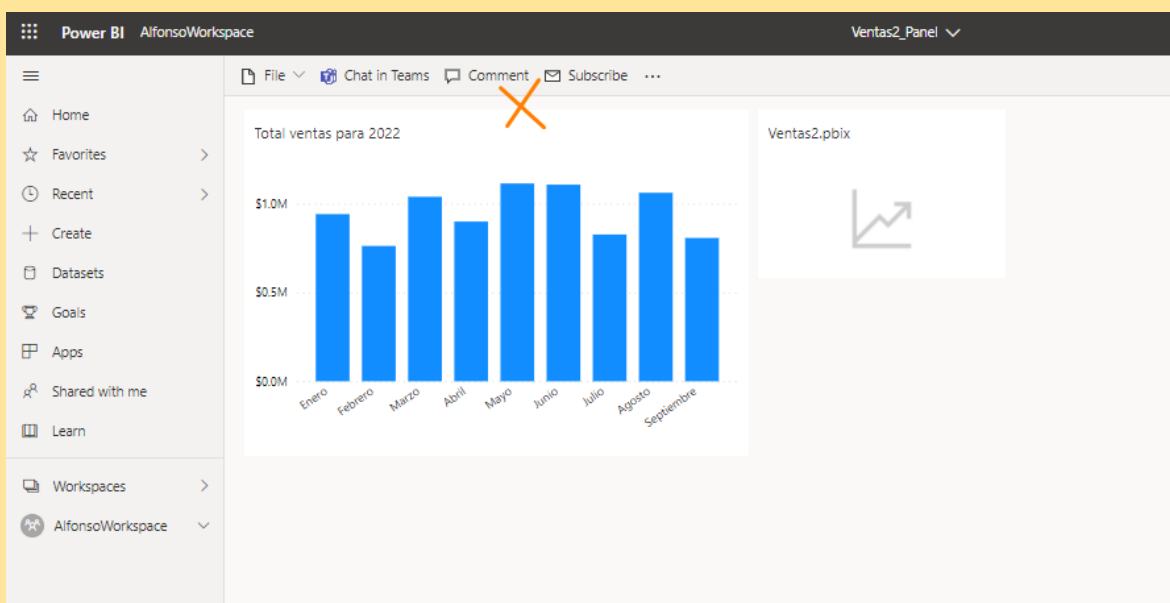 Power BI AlfonsoWorkspace
Ventas2_Panel
File Chat in Teams Comment Subscribe ...
Home
Favorites
Recent
Create
Datasets
Goals
Apps
Shared with me
Learn
Workspaces
AlfonsoWorkspace
Total ventas para 2022
$1.0M
$0.5M
$0.0M
Enero Febrero Marzo Abril Mayo Junio Julio Agosto Septiembre
Ventas2.pbix